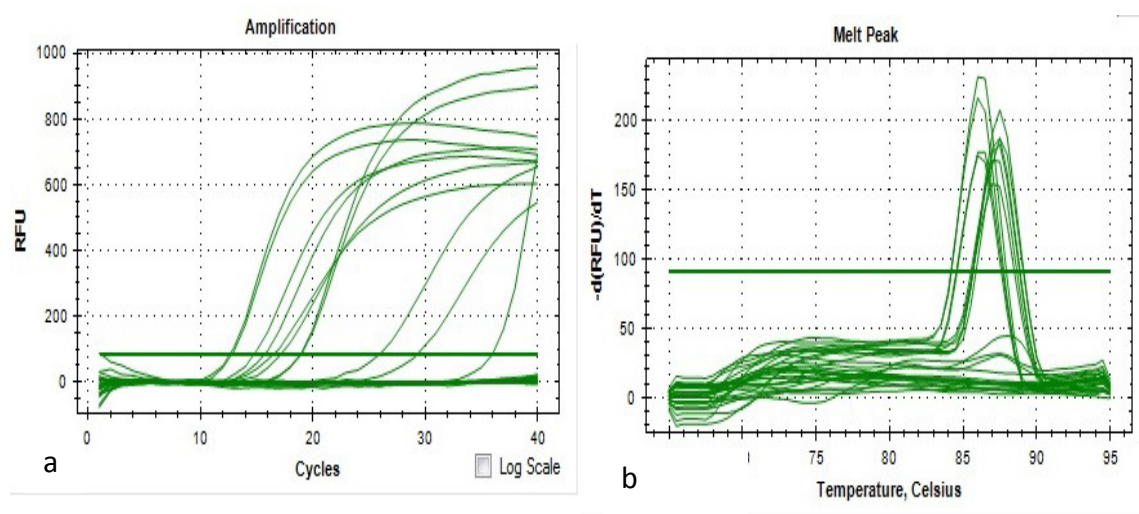 Amplification
1000
800
600
400
200
0
RFU
0 10 20 30 40
Cycles
Log Scale
a
Melt Peak
200
150
100
50
0
-d(RFU)/dT
75 80 85 90 95
Temperature, Celsius
b